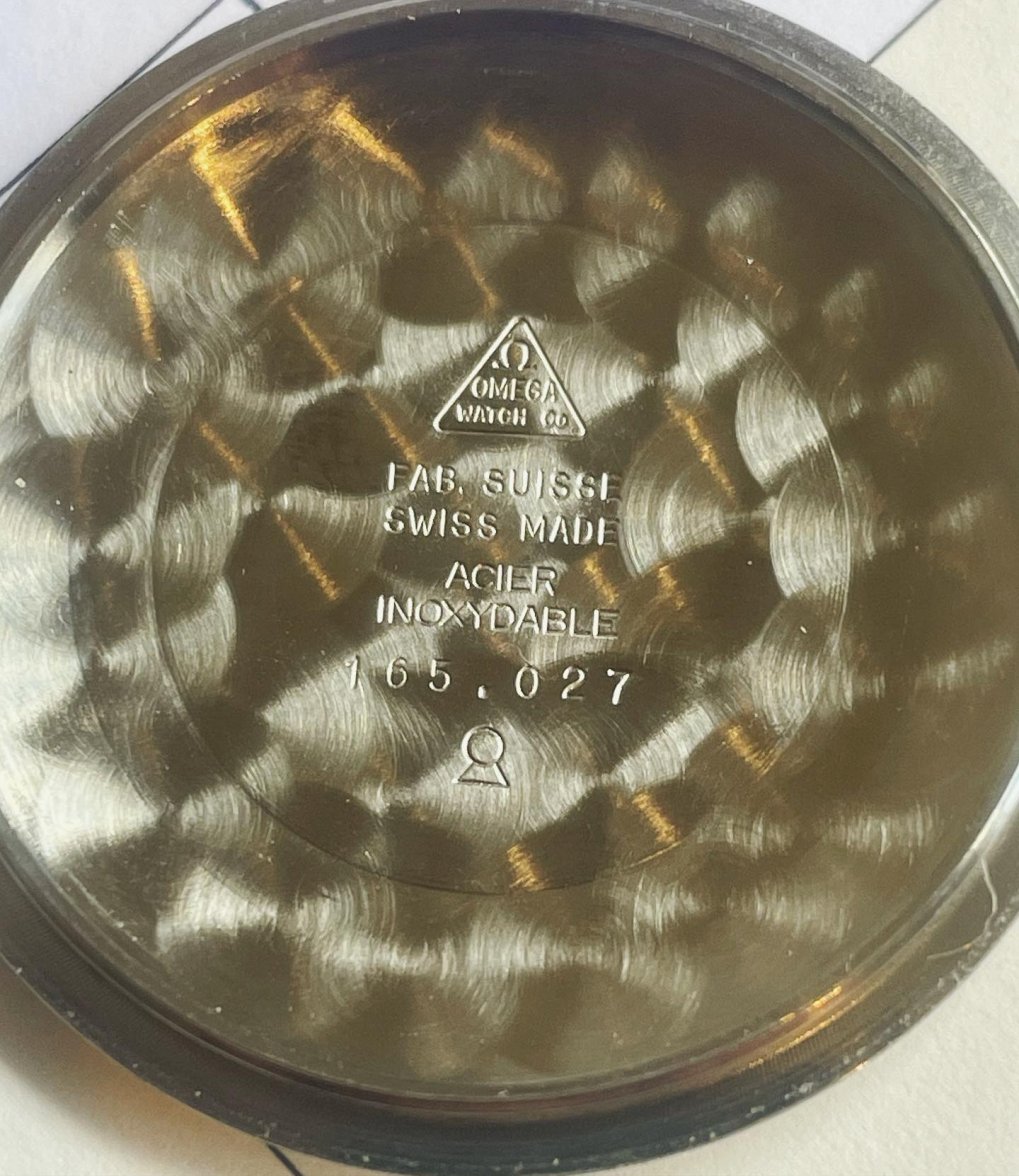 Ω
OMEGA
WATCH Co
FAB. SUISSE
SWISS MADE
ACIER
INOXYDABLE
165.027